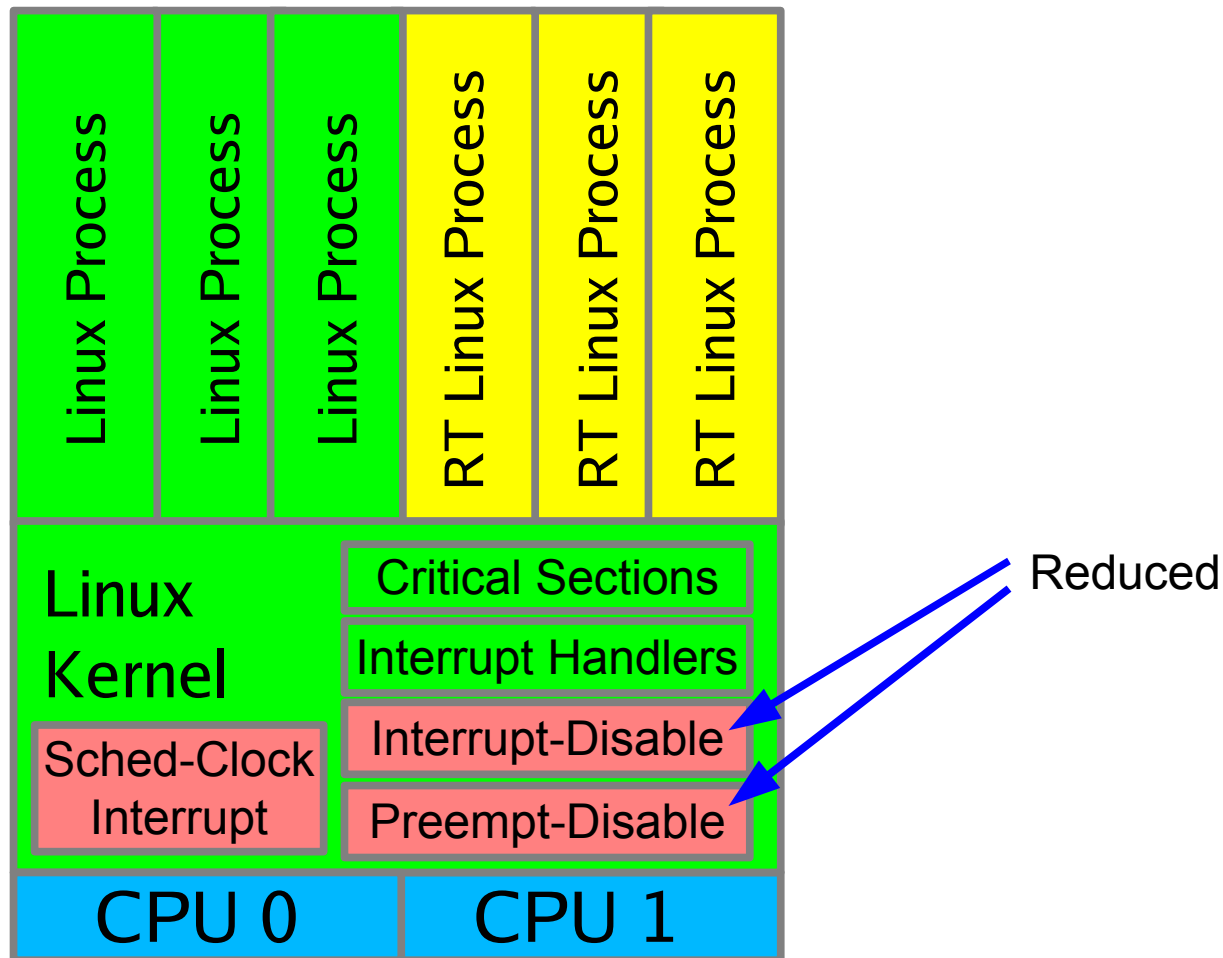 Linux Process
Linux Process
Linux Process
RT Linux Process
RT Linux Process
RT Linux Process
Linux
Kernel
Critical Sections
Interrupt Handlers
Interrupt-Disable
Preempt-Disable
Sched-Clock
Interrupt
Reduced
CPU 0
CPU 1